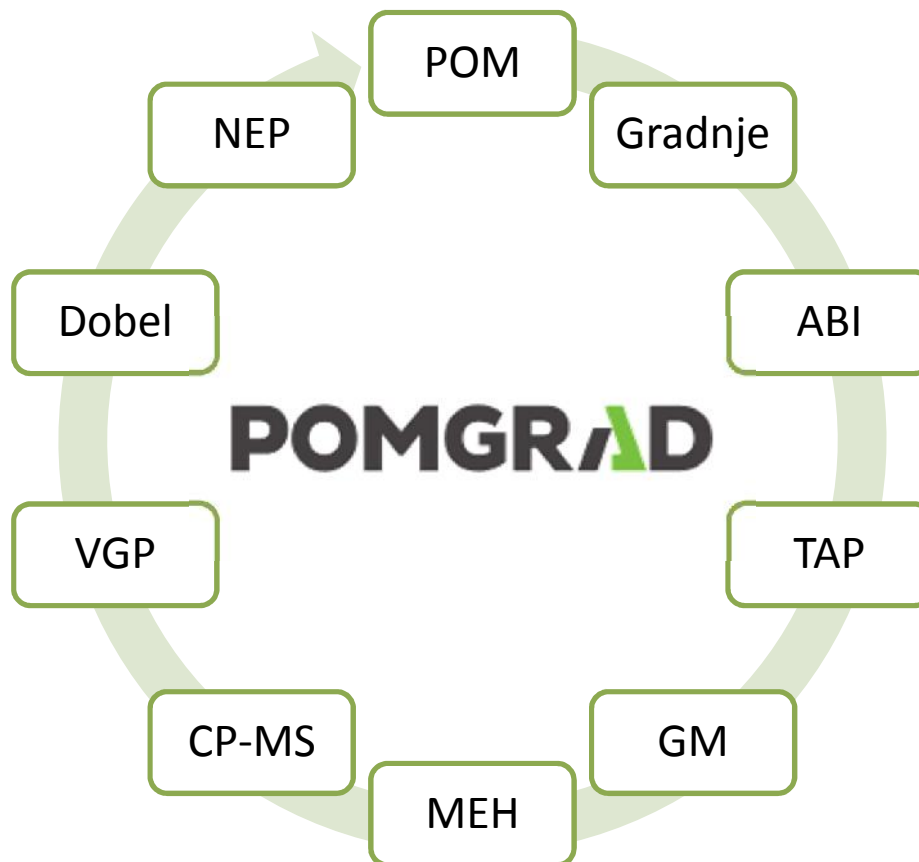 POM
Gradnje
ABI
TAP
GM
MEH
CP-MS
VGP
Dobel
NEP
POMGRAD